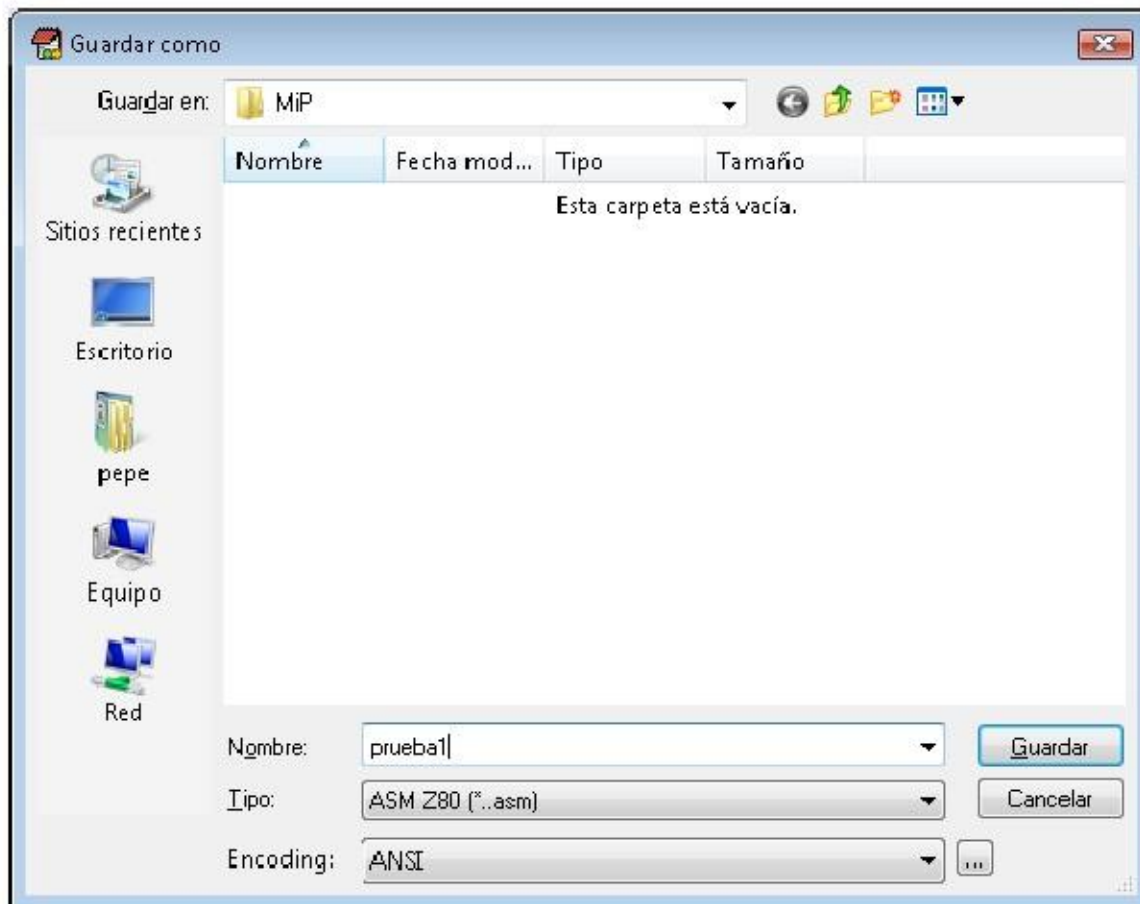 Guardar como
Guardar en: MiP
Nombre Fecha mod... Tipo Tamaño
Esta carpeta está vacía.
Sitios recientes
Escritorio
pepe
Equipo
Red
Nombre: prueba1 Guardar
Tipo: ASM Z80 (*..asm) Cancelar
Encoding: ANSI ...